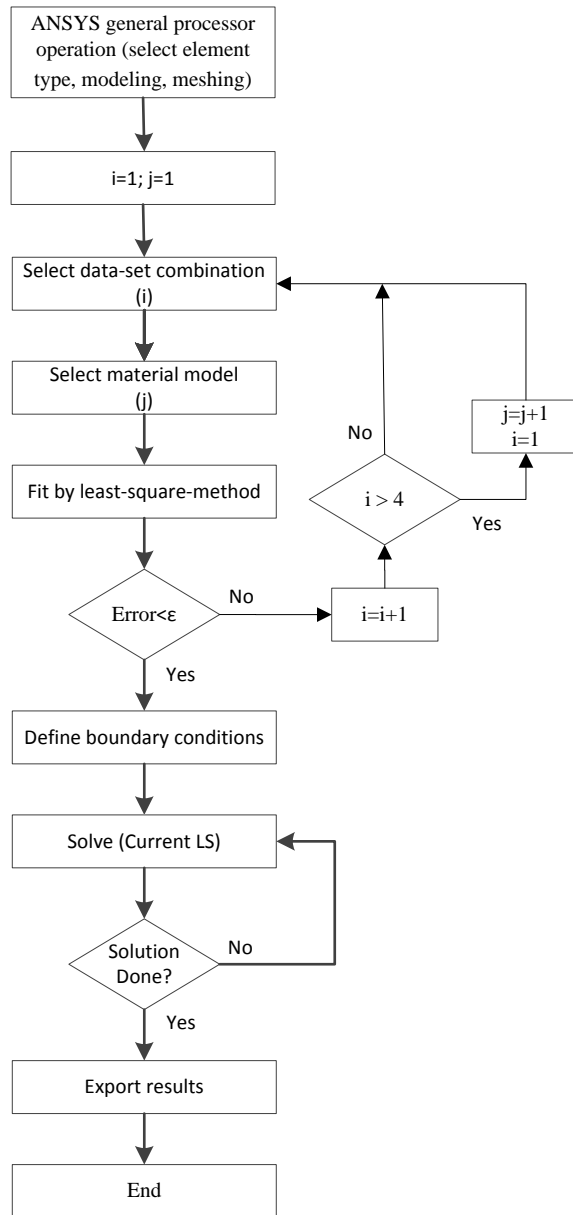 ANSYS general processor
operation (select element
type, modeling, meshing)
i=1; j=1
Select data-set combination
(i)
Select material model
(j)
Fit by least-square-method
Error<ε
No
Yes
i=i+1
i > 4
No
Yes
j=j+1
i=1
Define boundary conditions
Solve (Current LS)
Solution
Done?
No
Yes
Export results
End